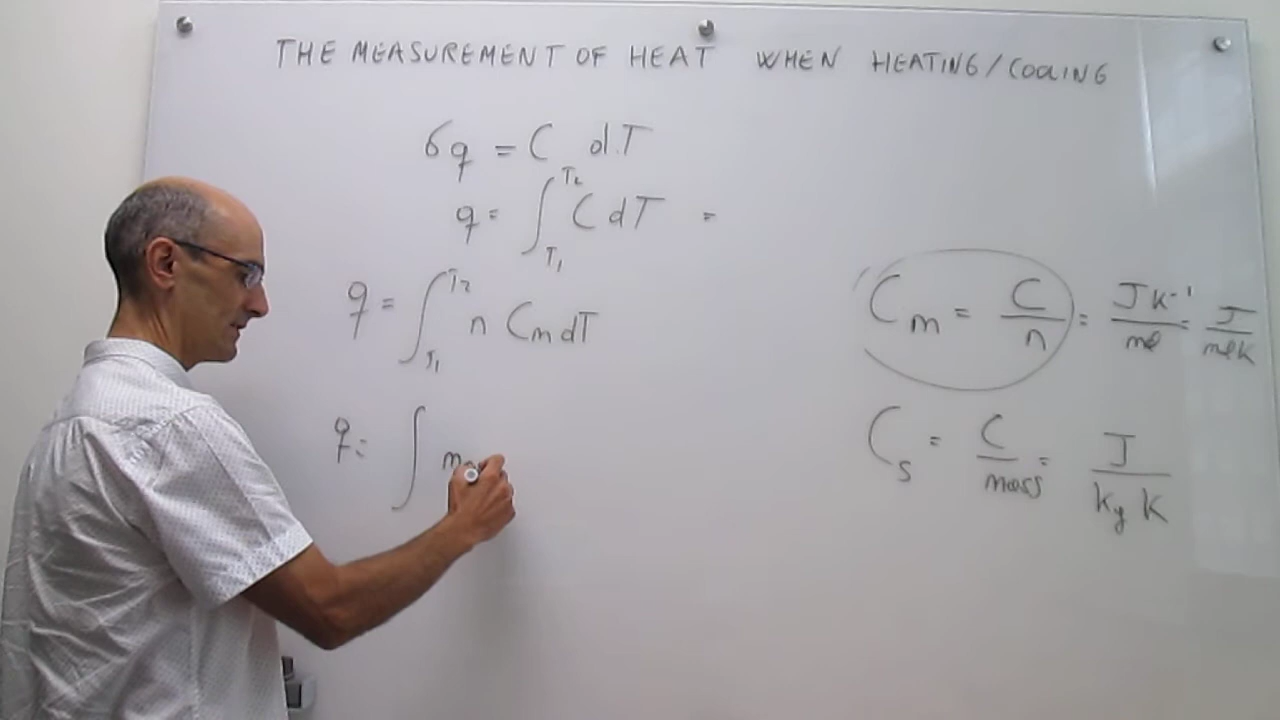 THE MEASUREMENT OF HEAT WHEN HEATING/COOLING
δq = C dT
q = ∫_{T₁}^{T₂} C dT =
q = ∫_{T₁}^{T₂} n Cm dT
Cm = C/n = J K⁻¹/mol = J/mol K
q = ∫ m
Cs = C/mass = J/kg K